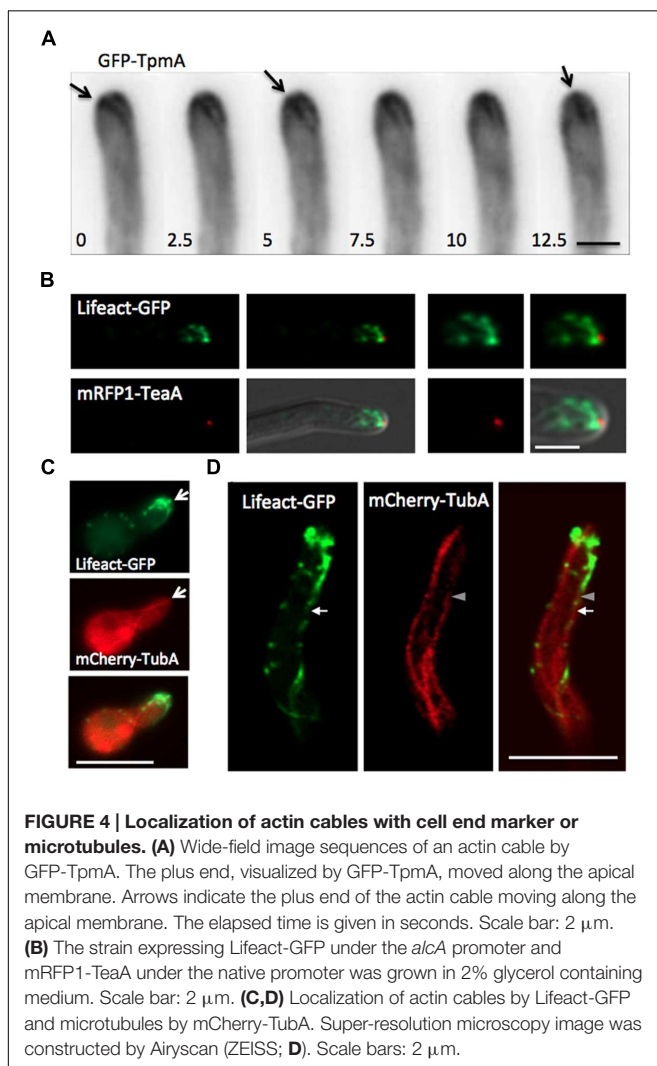 A
GFP-TpmA
0 2.5 5 7.5 10 12.5
B
Lifeact-GFP
mRFP1-TeaA
C
D
Lifeact-GFP
mCherry-TubA
Lifeact-GFP
mCherry-TubA
FIGURE 4 | Localization of actin cables with cell end marker or
microtubules. (A) Wide-field image sequences of an actin cable by
GFP-TpmA. The plus end, visualized by GFP-TpmA, moved along the apical
membrane. Arrows indicate the plus end of the actin cable moving along the
apical membrane. The elapsed time is given in seconds. Scale bar: 2 μm.
(B) The strain expressing Lifeact-GFP under the alcA promoter and
mRFP1-TeaA under the native promoter was grown in 2% glycerol containing
medium. Scale bar: 2 μm. (C,D) Localization of actin cables by Lifeact-GFP
and microtubules by mCherry-TubA. Super-resolution microscopy image was
constructed by Airyscan (ZEISS; D). Scale bars: 2 μm.